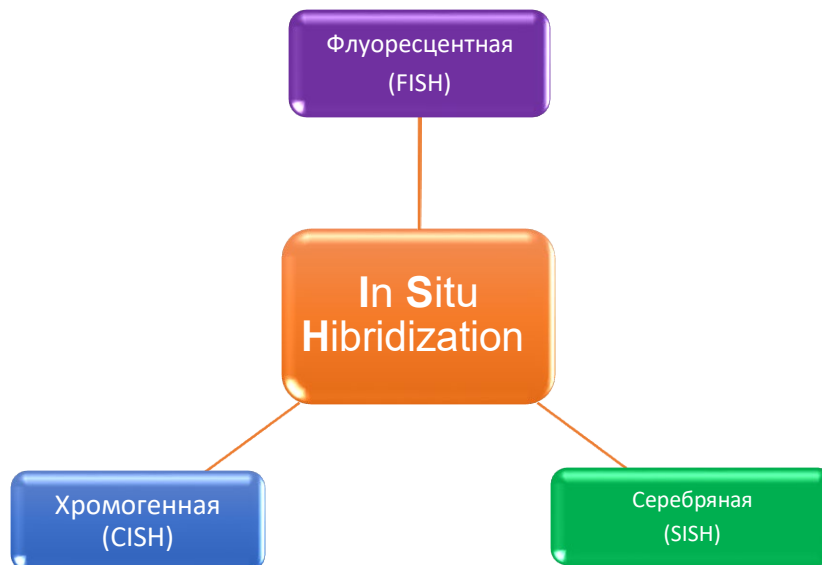 Флуоресцентная
(FISH)
In Situ
Hibridization
Хромогенная
(CISH)
Серебряная
(SISH)